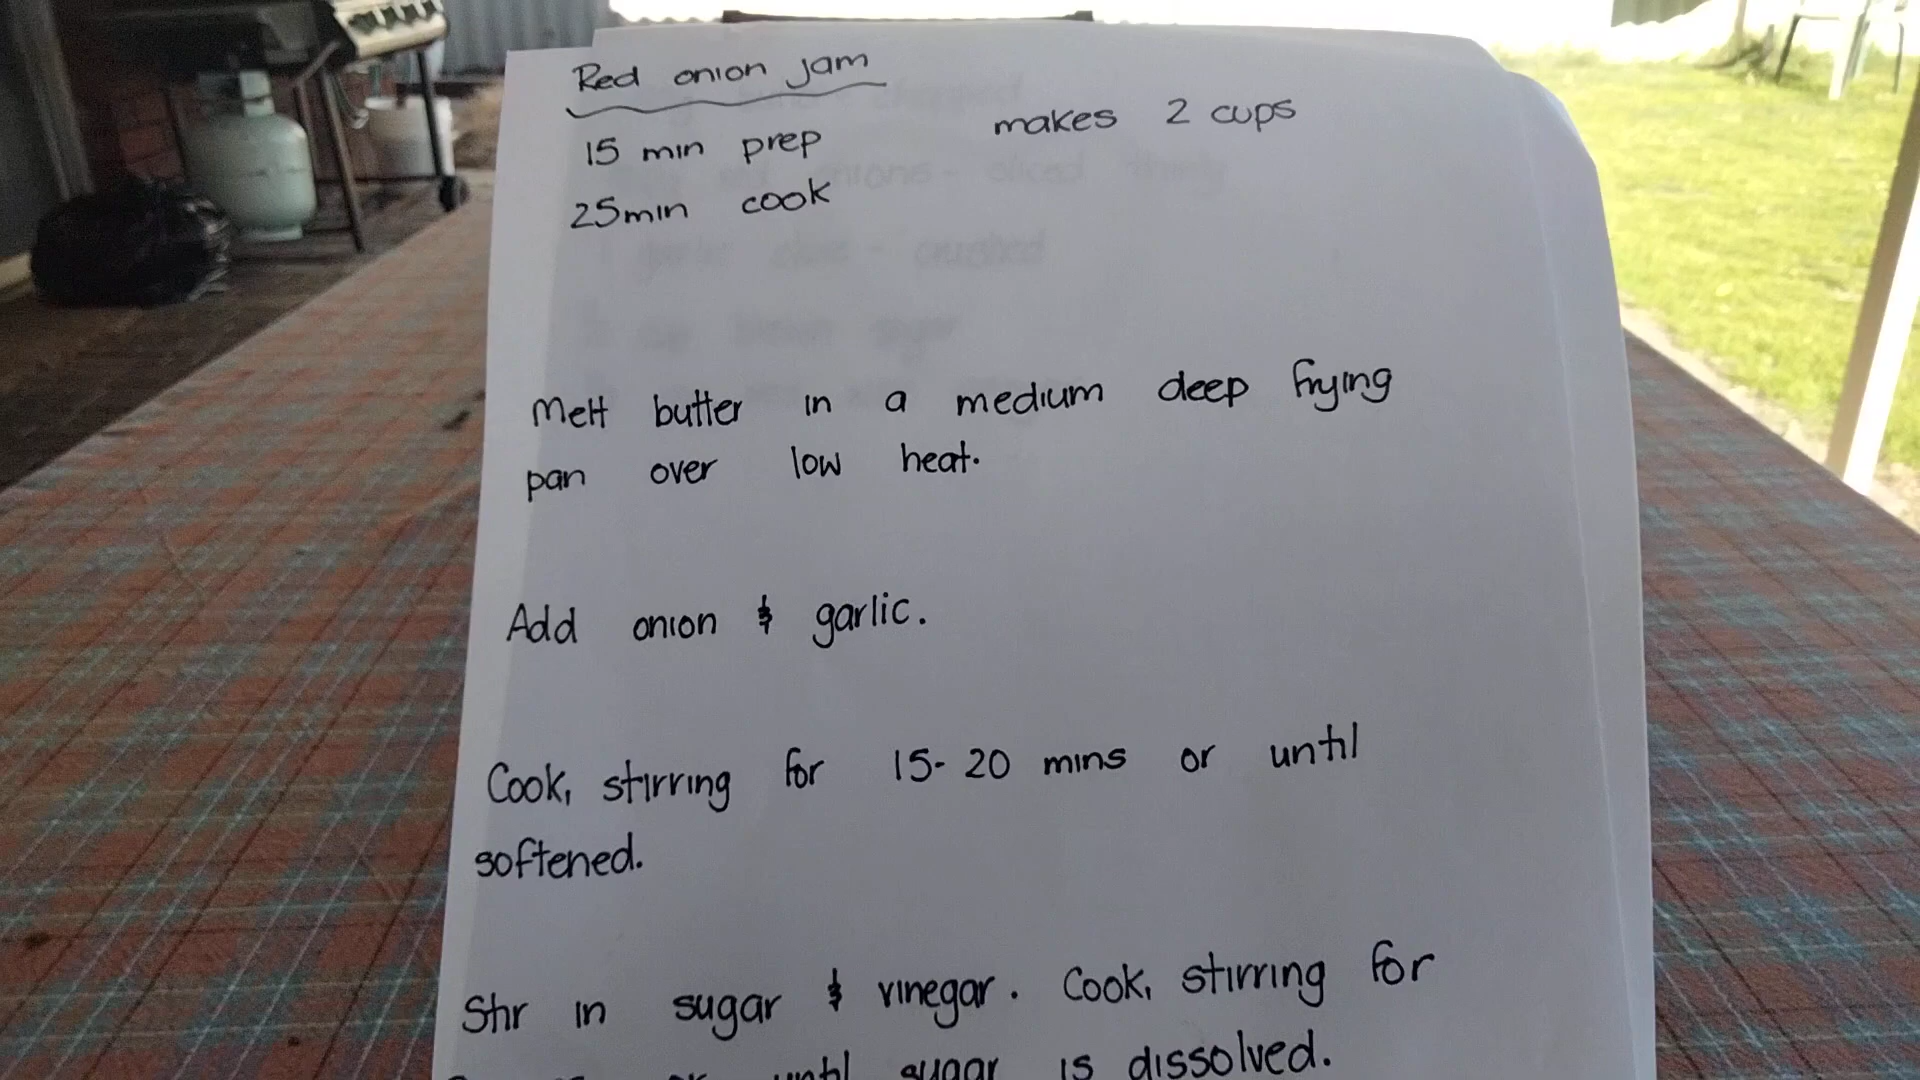 Red onion jam
15 min prep
makes 2 cups
25min cook
Melt butter in a medium deep frying
pan over low heat.
Add onion & garlic.
Cook, stirring for 15-20 mins or until
softened.
Stir in sugar & vinegar. Cook, stirring for
or until sugar is dissolved.